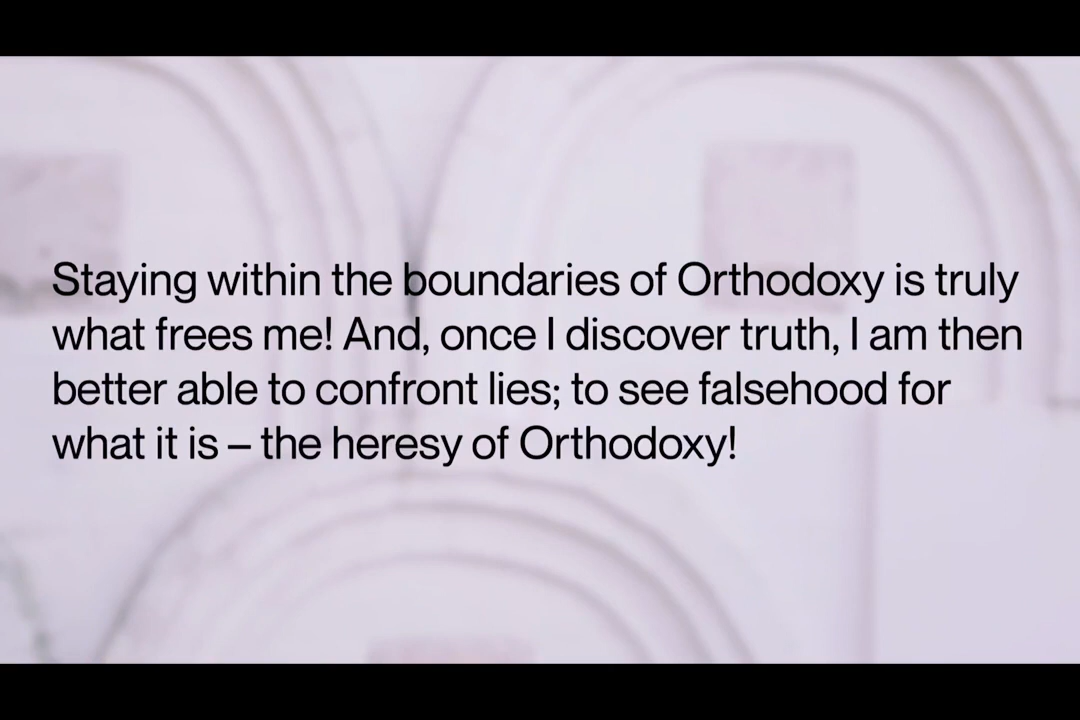 Staying within the boundaries of Orthodoxy is truly
what frees me! And, once I discover truth, I am then
better able to confront lies; to see falsehood for
what it is – the heresy of Orthodoxy!